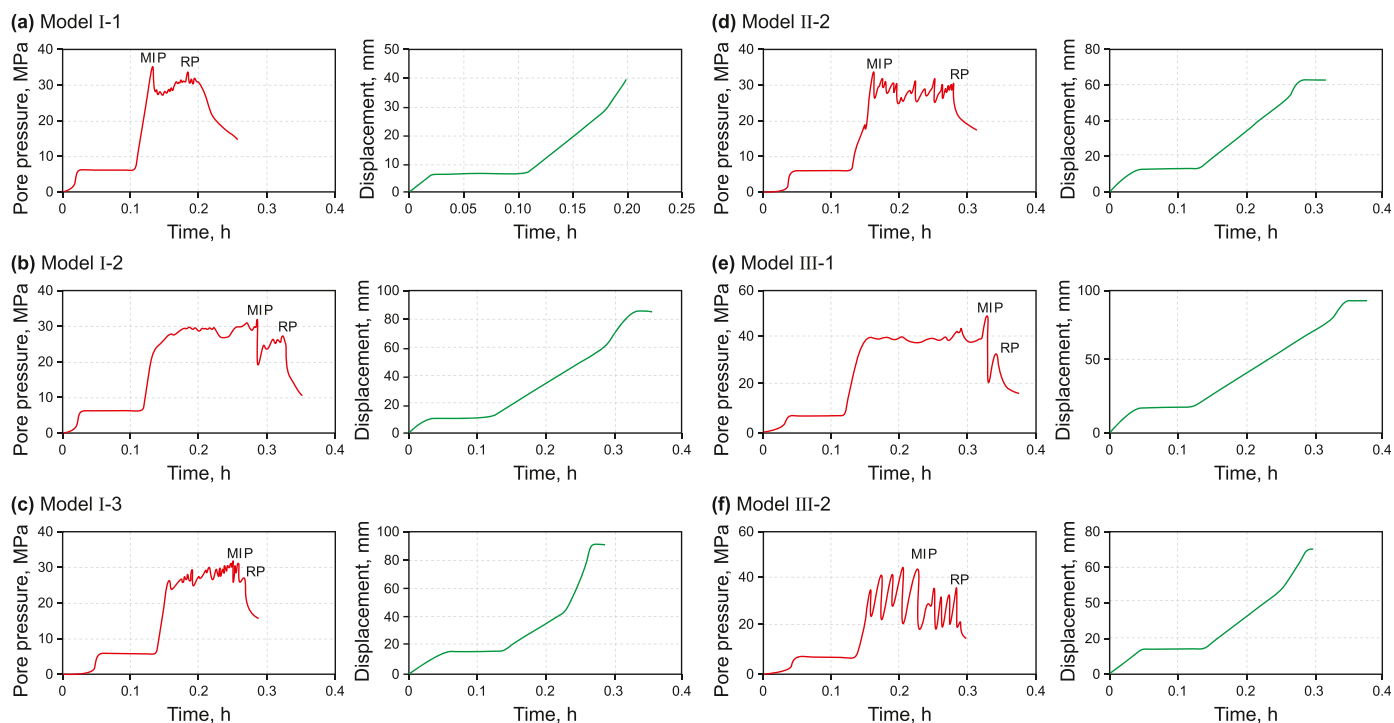 (a) Model I-1
Pore pressure, MPa
40
30
20
10
0
MIP
RP
0
0.1
0.2
0.3
0.4
Time, h
Displacement, mm
50
40
30
20
10
0
0
0.05
0.10
0.15
0.20
0.25
Time, h
(d) Model II-2
Pore pressure, MPa
40
30
20
10
0
MIP
RP
0
0.1
0.2
0.3
0.4
Time, h
Displacement, mm
80
60
40
20
0
0
0.1
0.2
0.3
0.4
Time, h
(b) Model I-2
Pore pressure, MPa
40
30
20
10
0
MIP
RP
0
0.1
0.2
0.3
0.4
Time, h
Displacement, mm
100
80
60
40
20
0
0
0.1
0.2
0.3
0.4
Time, h
(e) Model III-1
Pore pressure, MPa
60
40
20
0
MIP
RP
0
0.1
0.2
0.3
0.4
Time, h
Displacement, mm
100
50
0
0
0.1
0.2
0.3
0.4
Time, h
(c) Model I-3
Pore pressure, MPa
40
30
20
10
0
MIP
RP
0
0.1
0.2
0.3
0.4
Time, h
Displacement, mm
100
80
60
40
20
0
0
0.1
0.2
0.3
0.4
Time, h
(f) Model III-2
Pore pressure, MPa
60
40
20
0
MIP
RP
0
0.1
0.2
0.3
0.4
Time, h
Displacement, mm
80
50
20
0
0
0.1
0.2
0.3
0.4
Time, h